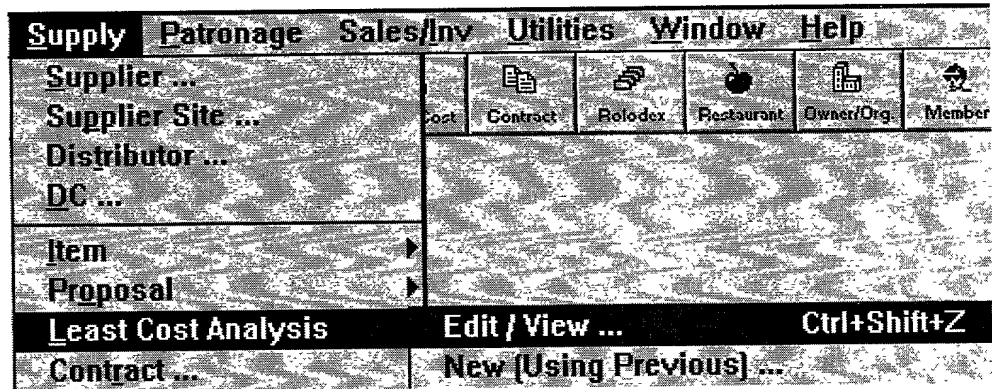 Supply Patronage Sales/Inv Utilities Window Help
Supplier ...
Supplier Site ...
Distributor ...
DC ...
Cost Contract Rolodex Restaurant Owner/Org. Member
Item
Proposal
Least Cost Analysis Edit / View ... Ctrl+Shift+Z
Contract ... New (Using Previous) ...